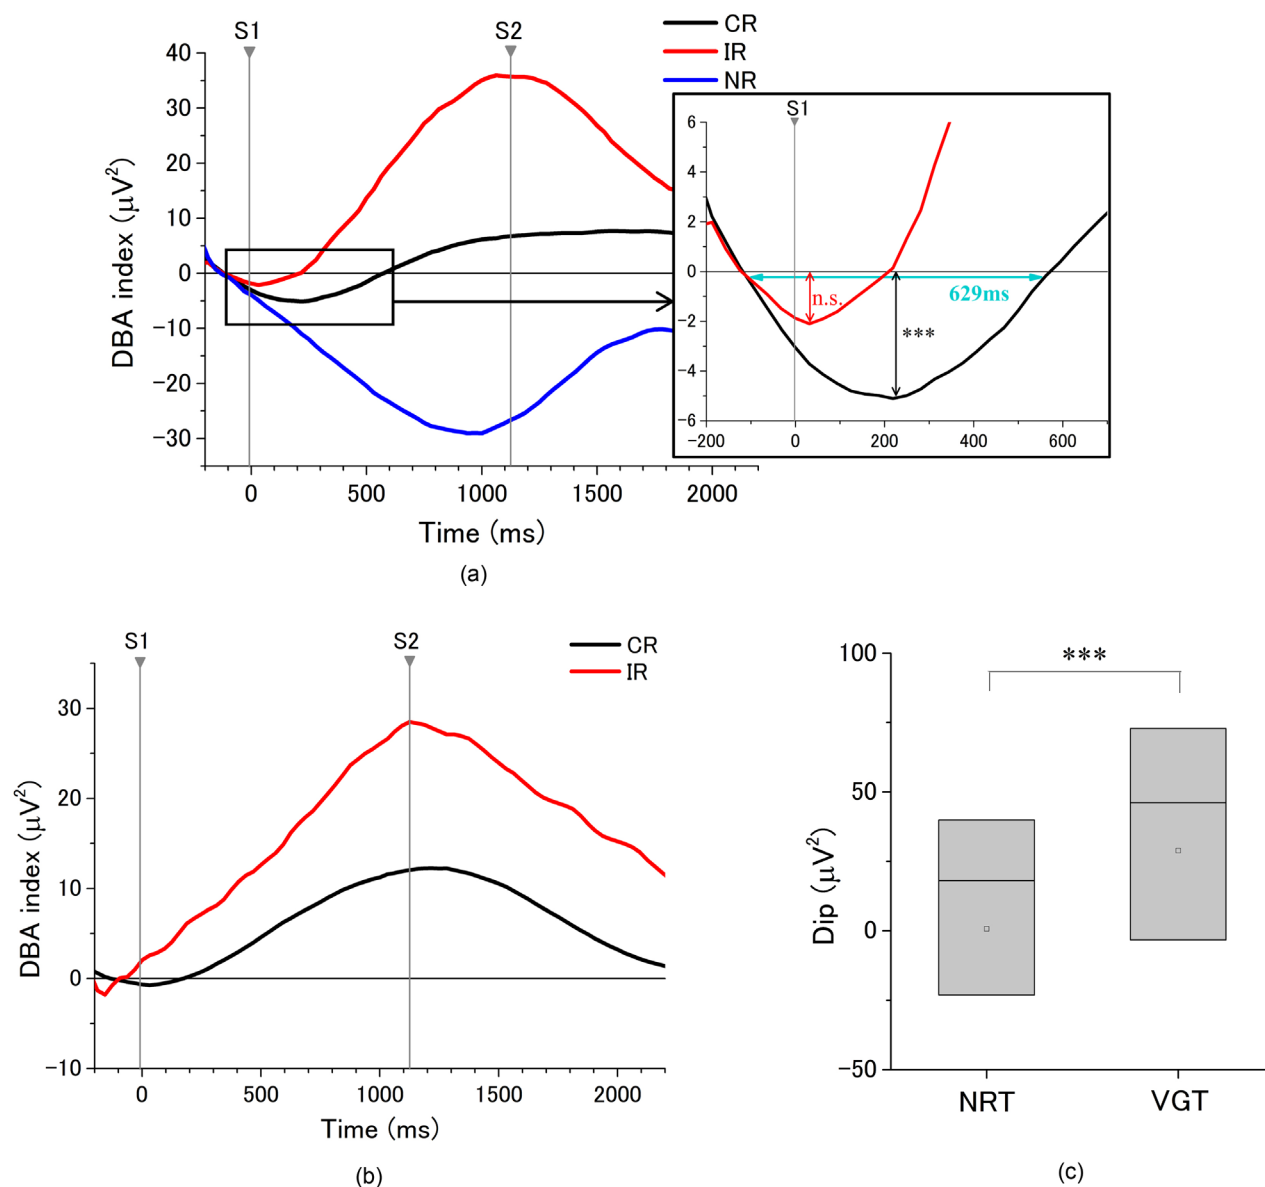 S1
S2
CR
IR
NR
40
30
20
10
0
−10
−20
−30
DBA index (μV²)
0
500
1000
1500
2000
Time (ms)
S1
6
4
2
0
-2
-4
-6
n.s.
***
629ms
-200
0
200
400
600
(a)
S1
S2
CR
IR
30
20
10
0
−10
DBA index (μV²)
0
500
1000
1500
2000
Time (ms)
(b)
***
100
50
0
−50
Dip (μV²)
NRT
VGT
(c)